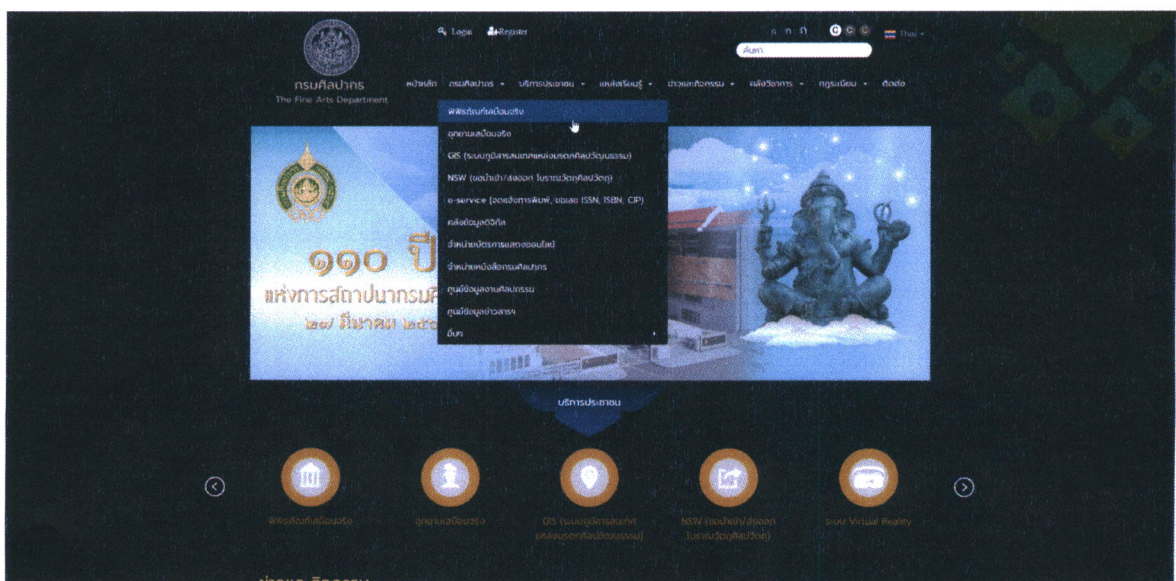 Login Register
ก ก ก C C C Thai
ค้นหา
กรมศิลปากร
The Fine Arts Department
หน้าหลัก กรมศิลปากร บริการประชาชน แหล่งเรียนรู้ ข่าวและกิจกรรม คลังวิชาการ กฎระเบียบ ติดต่อ
พิพิธภัณฑ์เสมือนจริง
อุทยานเสมือนจริง
GIS (ระบบภูมิสารสนเทศแหล่งมรดกศิลปวัฒนธรรม)
NSW (ขอนำเข้า/ส่งออก โบราณวัตถุศิลปวัตถุ)
e-service (จดแจ้งการพิมพ์, ขอเลข ISSN, ISBN, CIP)
คลังข้อมูลดิจิทัล
จำหน่ายบัตรการแสดงออนไลน์
จำหน่ายหนังสือกรมศิลปากร
ศูนย์ข้อมูลงานศิลปกรรม
ศูนย์ข้อมูลข่าวสารฯ
อื่นๆ
๑๑๐ ปี
แห่งการสถาปนากรมศิ
๒๗ มีนาคม
บริการประชาชน
พิพิธภัณฑ์เสมือนจริง
อุทยานเสมือนจริง
GIS (ระบบภูมิสารสนเทศ
แหล่งมรดกศิลปวัฒนธรรม)
NSW (ขอนำเข้า/ส่งออก
โบราณวัตถุศิลปวัตถุ)
ระบบ Virtual Reality